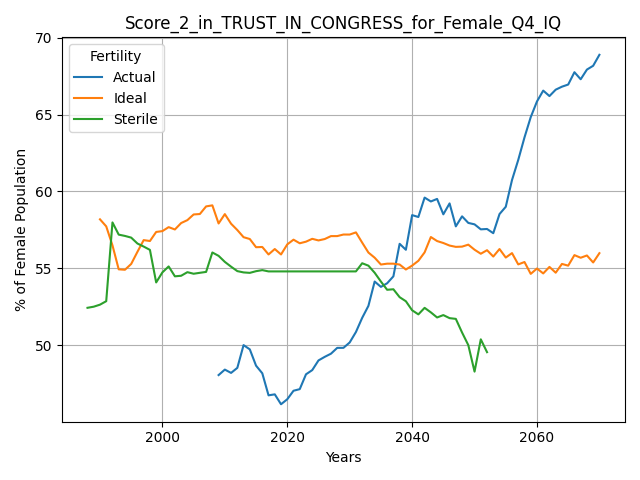 Score_2_in_TRUST_IN_CONGRESS_for_Female_Q4_IQ
Fertility
Actual
Ideal
Sterile
% of Female Population
70
65
60
55
50
2000
2020
2040
2060
Years